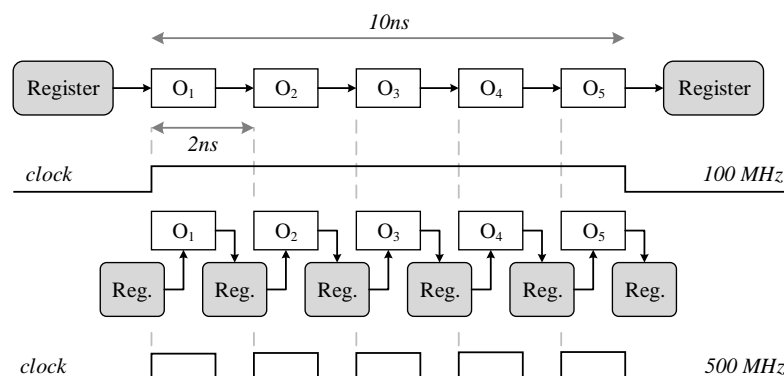 10ns
Register O1 O2 O3 O4 O5 Register
2ns
clock 100 MHz
O1 O2 O3 O4 O5
Reg. Reg. Reg. Reg. Reg. Reg.
clock 500 MHz